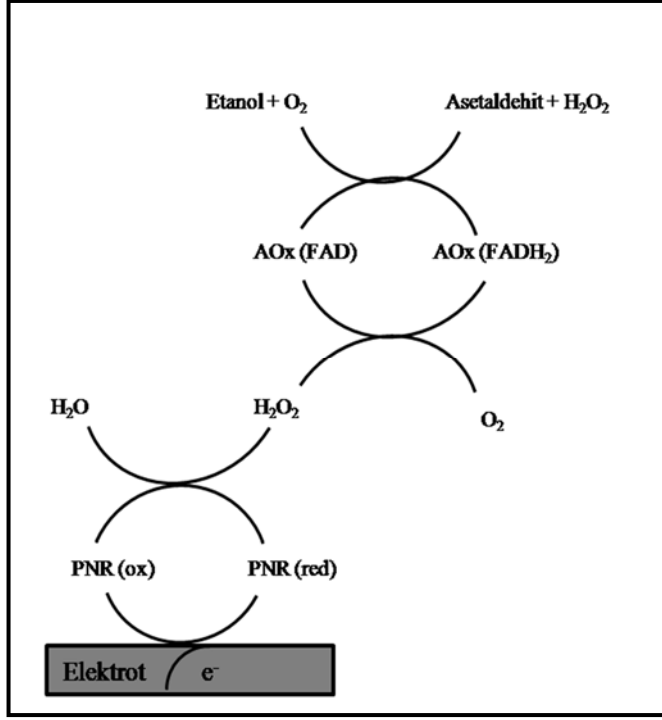 Etanol + O₂ Asetaldehit + H₂O₂
AOx (FAD) AOx (FADH₂)
H₂O H₂O₂ O₂
PNR (ox) PNR (red)
Elektrot e⁻